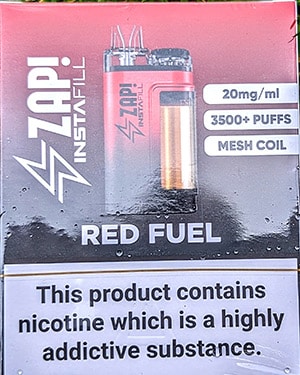 ZAP!
INSTAFILL
ZAP!
INSTAFILL
20mg/ml
3500+ PUFFS
MESH COIL
RED FUEL
This product contains
nicotine which is a highly
addictive substance.